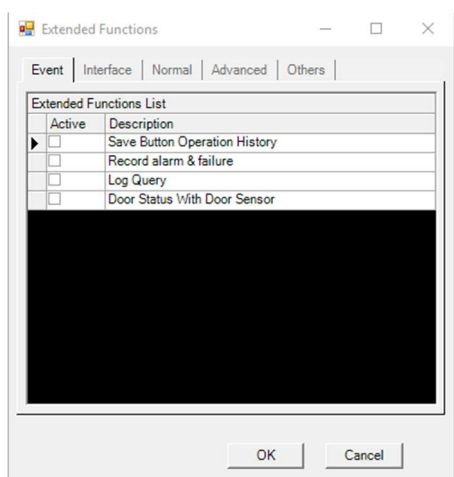 Extended Functions
Event Interface Normal Advanced Others
Extended Functions List
Active Description
Save Button Operation History
Record alarm & failure
Log Query
Door Status With Door Sensor
OK Cancel